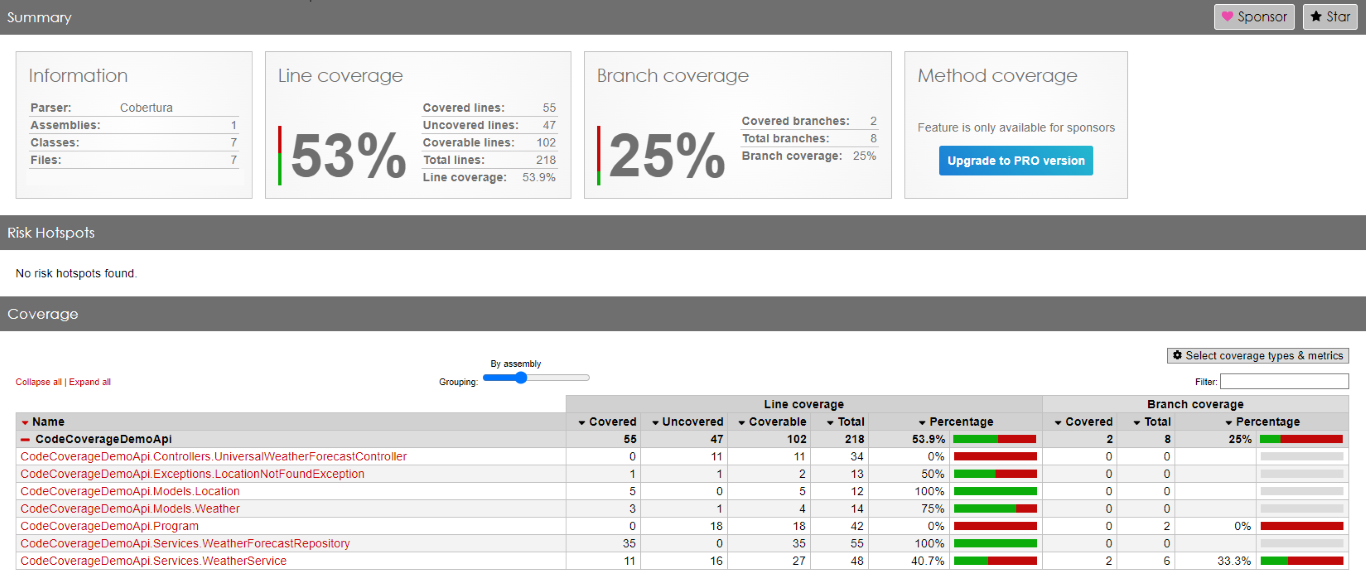 Summary
Sponsor Star
Information
Parser: Cobertura
Assemblies: 1
Classes: 7
Files: 7
Line coverage
53%
Covered lines: 55
Uncovered lines: 47
Coverable lines: 102
Total lines: 218
Line coverage: 53.9%
Branch coverage
25%
Covered branches: 2
Total branches: 8
Branch coverage: 25%
Method coverage
Feature is only available for sponsors
Upgrade to PRO version
Risk Hotspots
No risk hotspots found.
Coverage
Collapse all | Expand all
By assembly
Grouping:
Select coverage types & metrics
Filter:
Line coverage Branch coverage
Name Covered Uncovered Coverable Total Percentage Covered Total Percentage
CodeCoverageDemoApi 55 47 102 218 53.9% 2 8 25%
CodeCoverageDemoApi.Controllers.UniversalWeatherForecastController 0 11 11 34 0% 0 0
CodeCoverageDemoApi.Exceptions.LocationNotFoundException 1 1 2 13 50% 0 0
CodeCoverageDemoApi.Models.Location 5 0 5 12 100% 0 0
CodeCoverageDemoApi.Models.Weather 3 1 4 14 75% 0 0
CodeCoverageDemoApi.Program 0 18 18 42 0% 0 2 0%
CodeCoverageDemoApi.Services.WeatherForecastRepository 35 0 35 55 100% 0 0
CodeCoverageDemoApi.Services.WeatherService 11 16 27 48 40.7% 2 6 33.3%